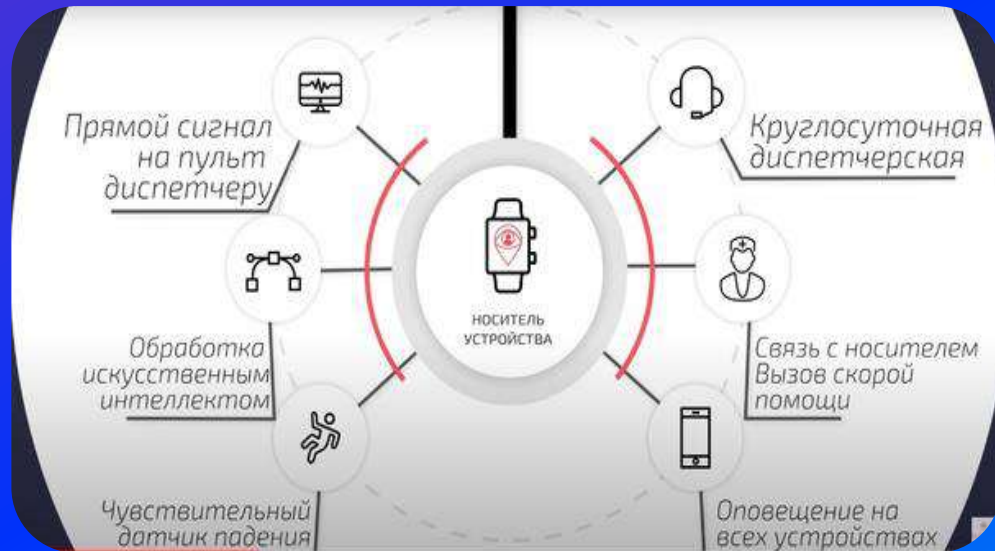 Прямой сигнал
на пульт
диспетчеру
Круглосуточная
диспетчерская
НОСИТЕЛЬ
УСТРОЙСТВА
Обработка
искусственным
интеллектом
Связь с носителем
Вызов скорой
помощи
Чувствительный
датчик падения
Оповещение на
всех устройствах